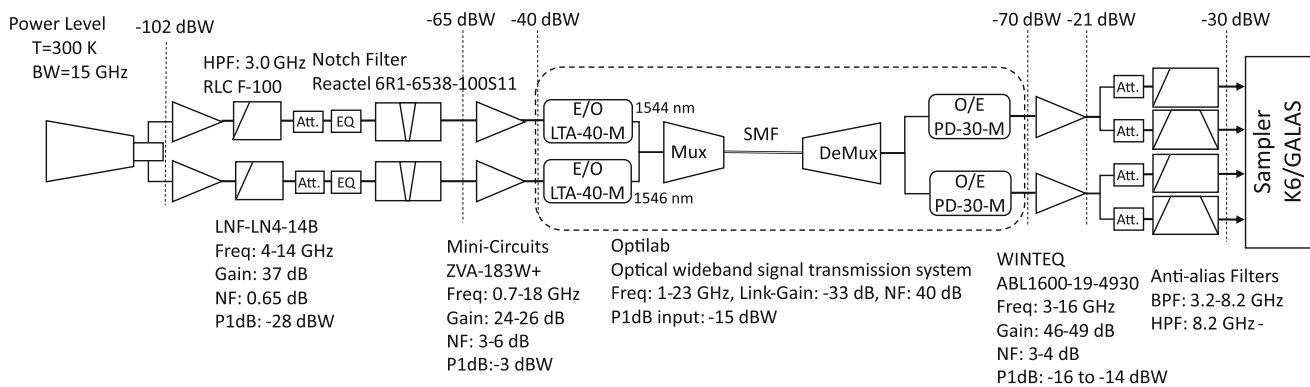 Power Level
T=300 K
BW=15 GHz
-102 dBW
-65 dBW
-40 dBW
-70 dBW
-21 dBW
-30 dBW
HPF: 3.0 GHz
RLC F-100
Notch Filter
Reactel 6R1-6538-100S11
Att.
EQ
E/O
LTA-40-M
1544 nm
Mux
SMF
DeMux
O/E
PD-30-M
Att.
Att.
Att.
EQ
E/O
LTA-40-M
1546 nm
O/E
PD-30-M
Att.
Att.
Sampler
K6/GALAS
LNF-LN4-14B
Freq: 4-14 GHz
Gain: 37 dB
NF: 0.65 dB
P1dB: -28 dBW
Mini-Circuits
ZVA-183W+
Freq: 0.7-18 GHz
Gain: 24-26 dB
NF: 3-6 dB
P1dB:-3 dBW
Optilab
Optical wideband signal transmission system
Freq: 1-23 GHz, Link-Gain: -33 dB, NF: 40 dB
P1dB input: -15 dBW
WINTEQ
ABL1600-19-4930
Freq: 3-16 GHz
Gain: 46-49 dB
NF: 3-4 dB
P1dB: -16 to -14 dBW
Anti-alias Filters
BPF: 3.2-8.2 GHz
HPF: 8.2 GHz-